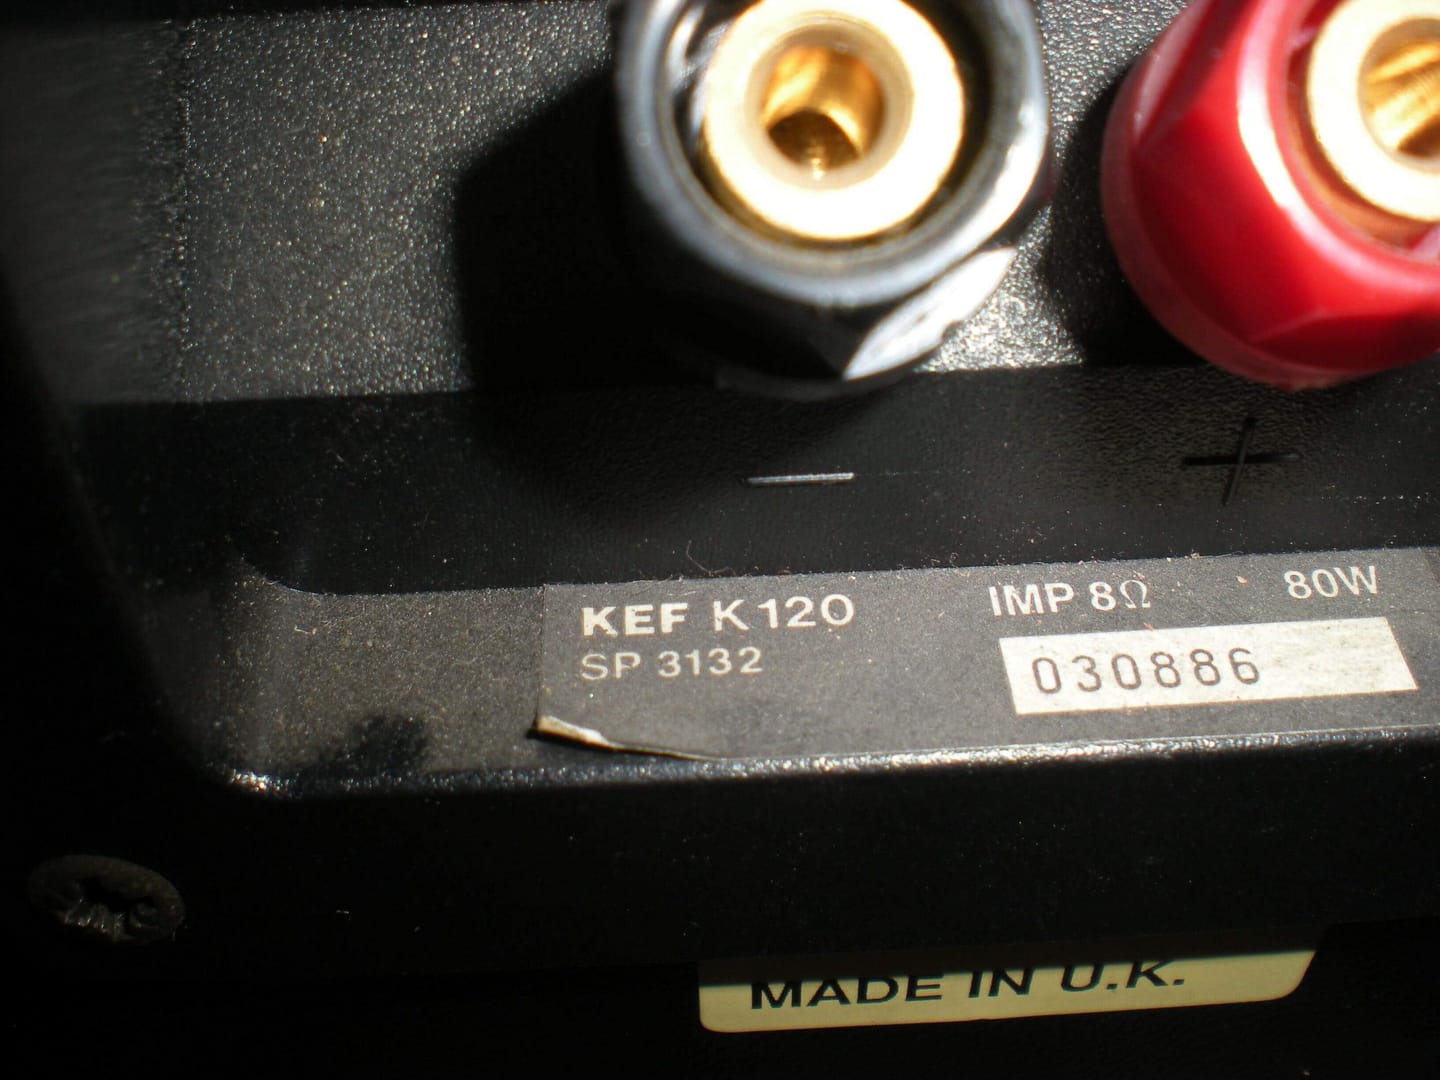 — +
KEF K120 IMP 8Ω 80W
SP 3132 030886
MADE IN U.K.